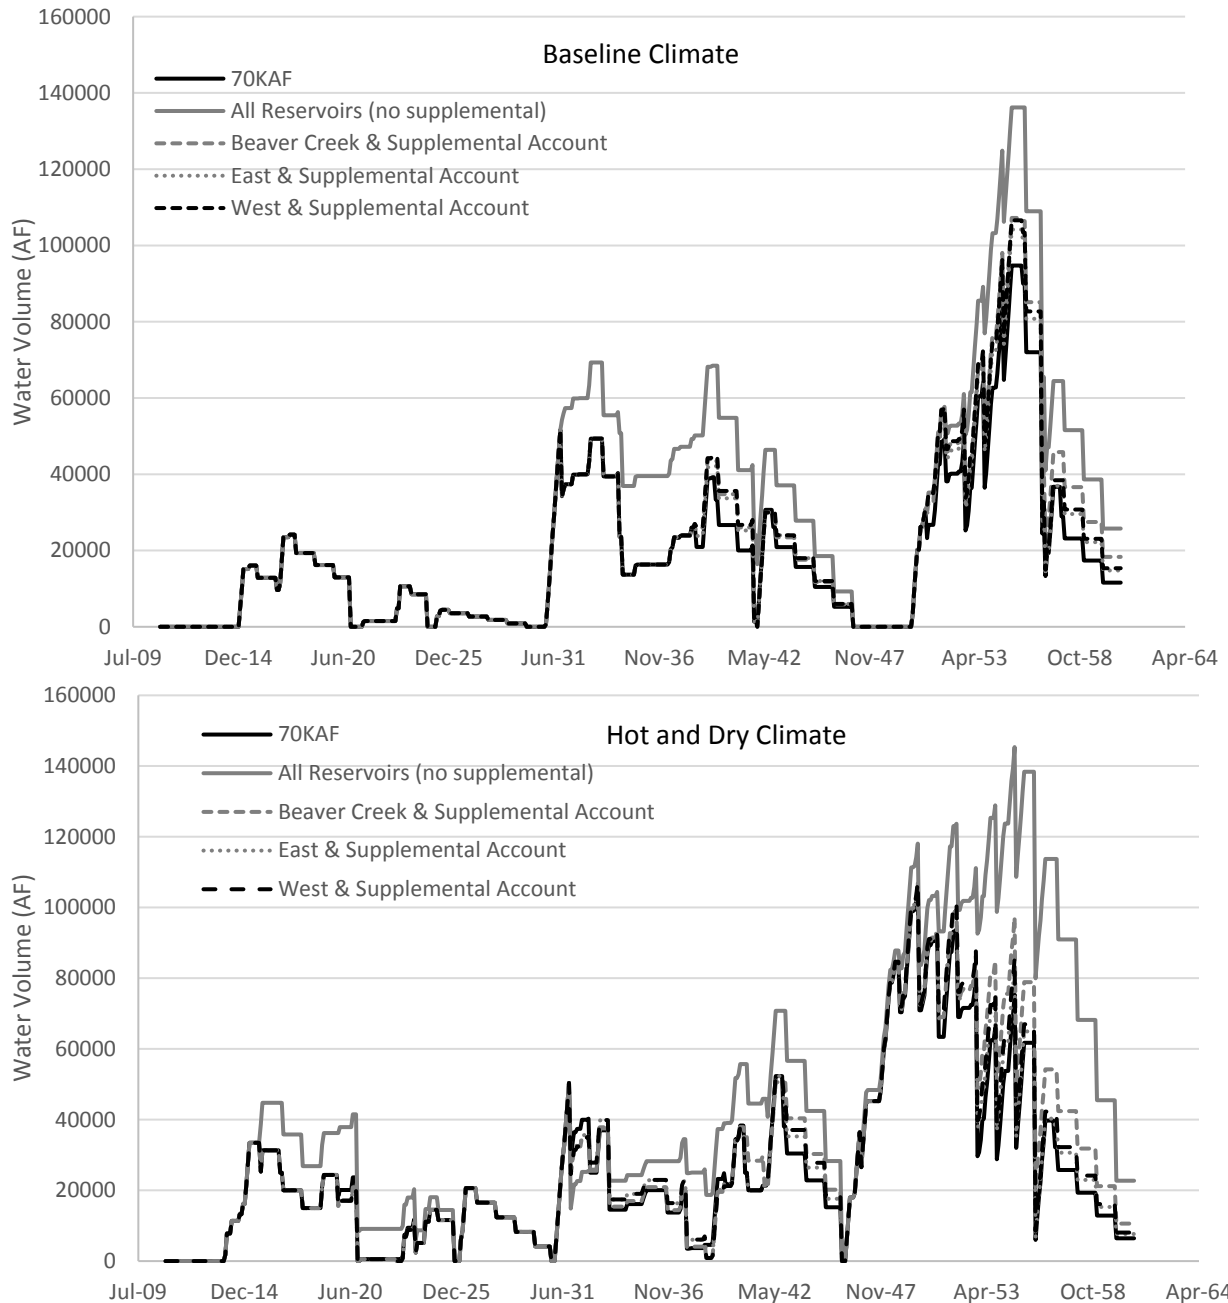 160000
Baseline Climate
70KAF
140000
All Reservoirs (no supplemental)
Beaver Creek & Supplemental Account
120000
East & Supplemental Account
West & Supplemental Account
100000
80000
60000
40000
20000
0
Water Volume (AF)
Jul-09 Dec-14 Jun-20 Dec-25 Jun-31 Nov-36 May-42 Nov-47 Apr-53 Oct-58 Apr-64
160000
70KAF
Hot and Dry Climate
140000
All Reservoirs (no supplemental)
Beaver Creek & Supplemental Account
120000
East & Supplemental Account
West & Supplemental Account
100000
80000
60000
40000
20000
0
Water Volume (AF)
Jul-09 Dec-14 Jun-20 Dec-25 Jun-31 Nov-36 May-42 Nov-47 Apr-53 Oct-58 Apr-64